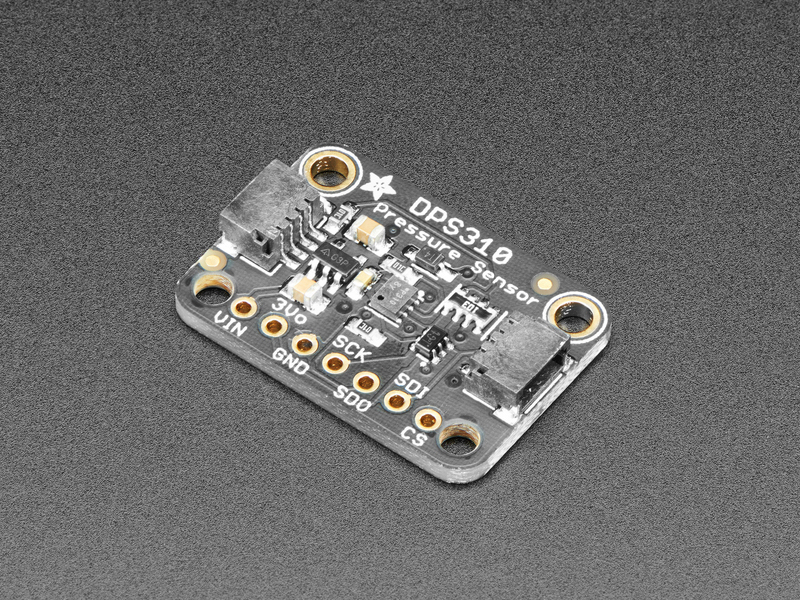 DPS310
Pressure Sensor
VIN
3Vo
GND
SCK
SDO
SDI
CS